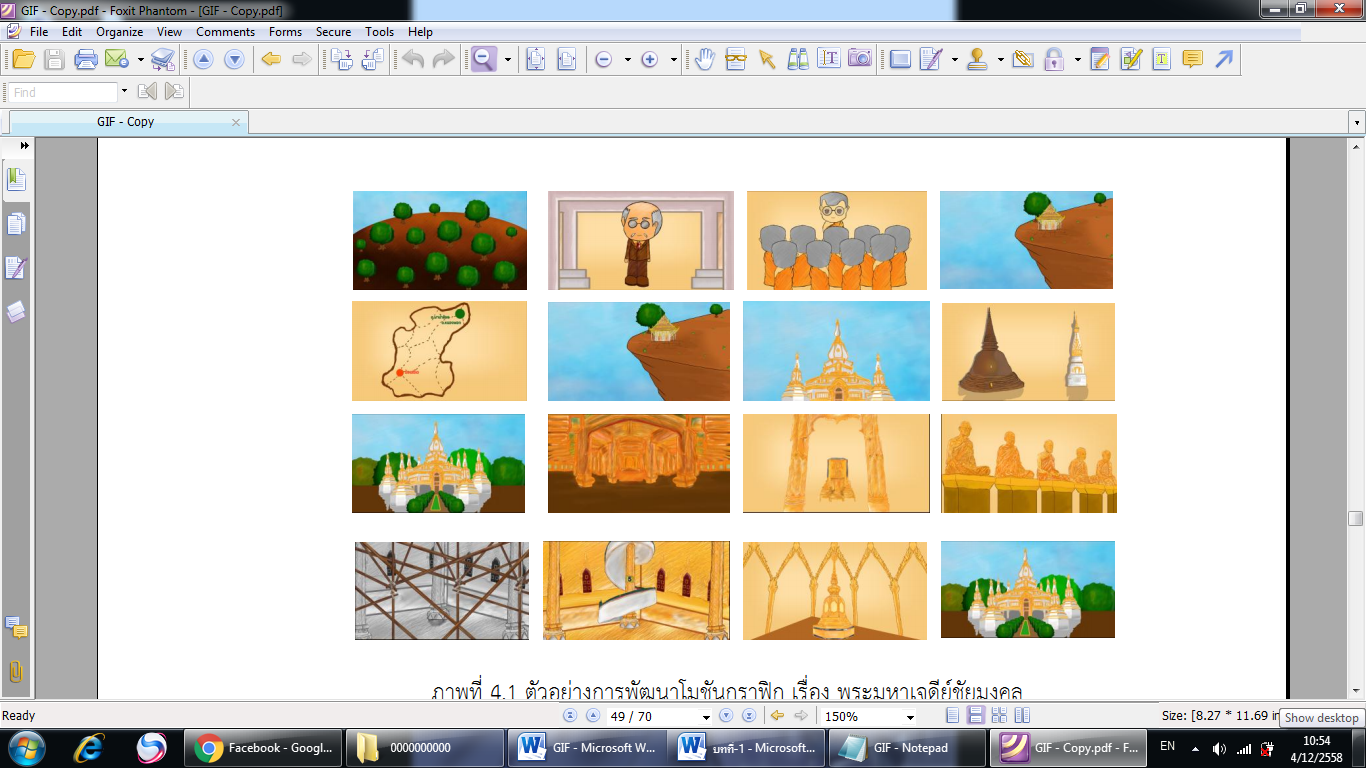 GIF - Copy.pdf - Foxit Phantom - [GIF - Copy.pdf]
File Edit Organize View Comments Forms Secure Tools Help
Find
GIF - Copy
ภาพที่ 4.1 ตัวอย่างการพัฒนาโมชันกราฟิก เรื่อง พระมหาเจดีย์ชัยมงคล
Ready
49 / 70
150%
Size: [8.27 * 11.69 in
Show desktop
Facebook - Googl...
0000000000
GIF - Microsoft W...
บทที่-1 - Microsoft...
GIF - Notepad
GIF - Copy.pdf - F...
EN
10:54
4/12/2558